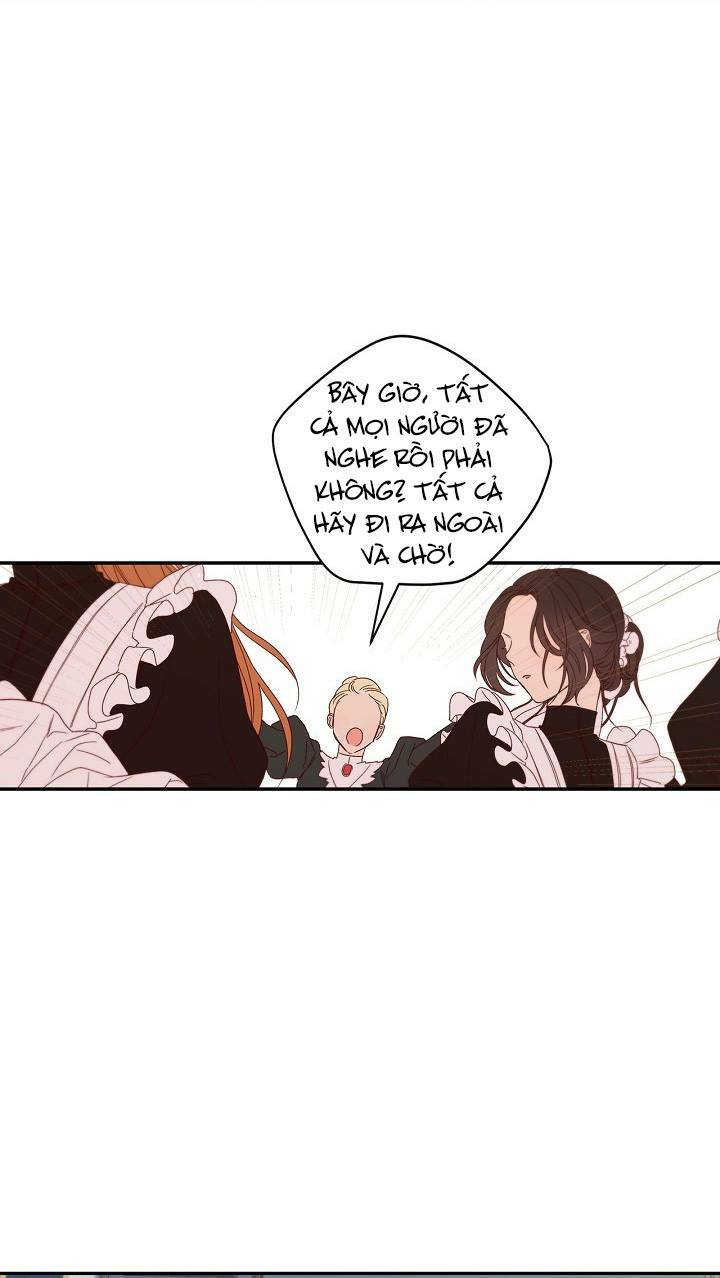 BÂY GIỜ, TẤT
CẢ MỌI NGƯỜI ĐÃ
NGHE RỒI PHẢI
KHÔNG? TẤT CẢ
HÃY ĐI RA NGOÀI
VÀ CHỜ!